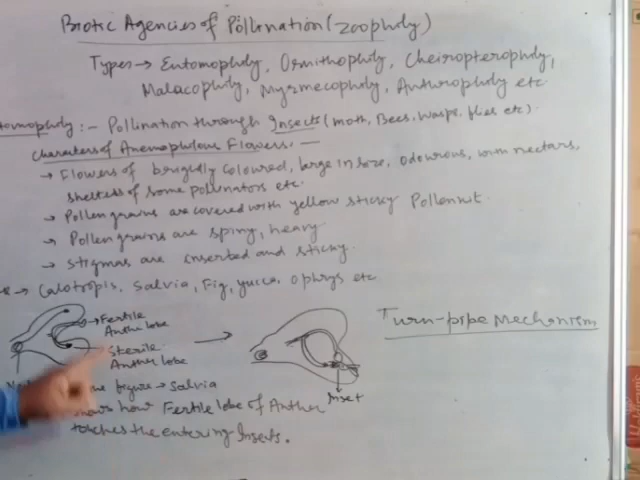 Biotic Agencies of Pollination (zoophily)
Types → Entomophily, Ornithophily, Cheiropterophily,
Malacophily, Myrmecophily, Anthrophily etc
tomophily :- Pollination through Insects (moth, Bees, wasps, flies etc).
Characters of Anemophilous Flowers. —
→ Flowers of brightly coloured, large in size, odourous, with nectars,
shelters of some pollinators etc.
→ Pollen grains are covered with yellow sticky Pollenkit.
→ Pollen grains are spiny, heavy
→ stigmas are inserted and sticky.
→ Calotropis, Salvia, Fig, yucca, Ophrys etc
→ Fertile
Anther lobe
Sterile
Anther lobe
Turn-pipe Mechanism
Inset
figure → Salvia
how Fertile lobe of Anther
touches the entering Insects.